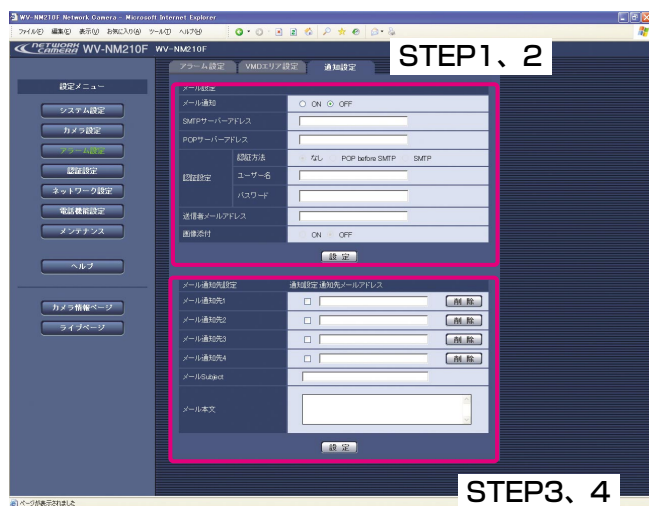 WV-NM210F Network Camera - Microsoft Internet Explorer
ファイル(F) 編集(E) 表示(V) お気に入り(A) ツール(T) ヘルプ(H)
NETWORK CAMERA WV-NM210F WV-NM210F
STEP1、2
アラーム設定 VMDエリア設定 通知設定
設定メニュー
システム設定
カメラ設定
アラーム設定
認証設定
ネットワーク設定
電話機能設定
メンテナンス
ヘルプ
カメラ情報ページ
ライブページ
メール設定
メール通知 ON OFF
SMTPサーバーアドレス
POPサーバーアドレス
認証設定
認証方法 なし POP before SMTP SMTP
ユーザー名
パスワード
送信者メールアドレス
画像添付 ON OFF
設 定
メール通知先設定 通知設定 通知先メールアドレス
メール通知先1 削 除
メール通知先2 削 除
メール通知先3 削 除
メール通知先4 削 除
メールSubject
メール本文
設 定
STEP3、4
ページが表示されました